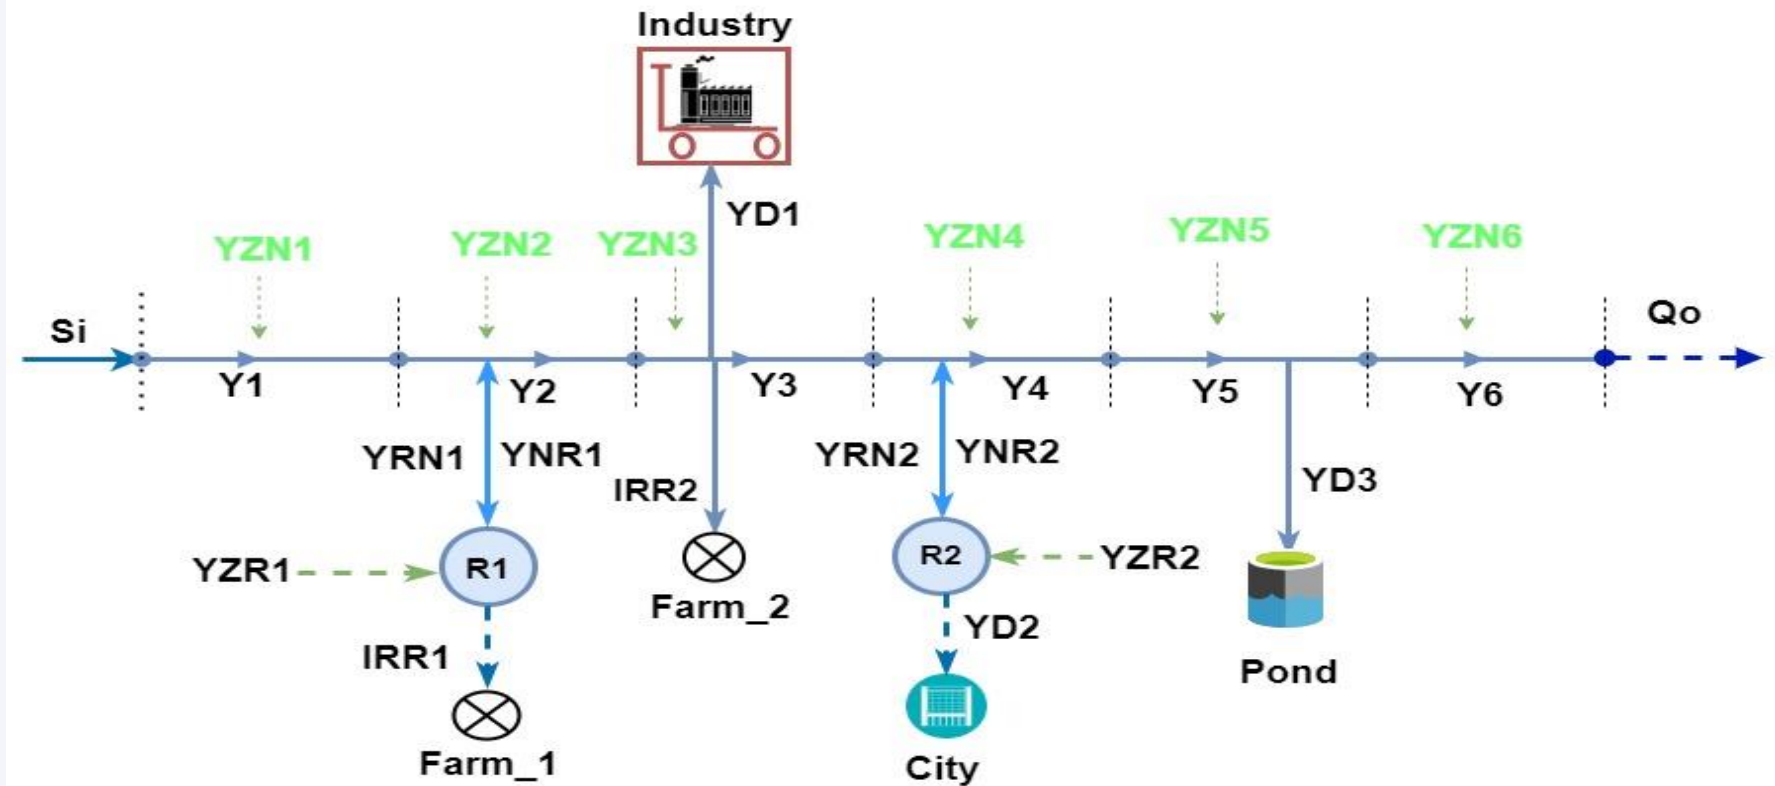 Industry
YD1
YZN1
YZN2
YZN3
YZN4
YZN5
YZN6
Si
Qo
Y1
Y2
Y3
Y4
Y5
Y6
YRN1
YNR1
IRR2
YRN2
YNR2
YD3
YZR1
R1
R2
YZR2
Farm_2
IRR1
YD2
Pond
Farm_1
City